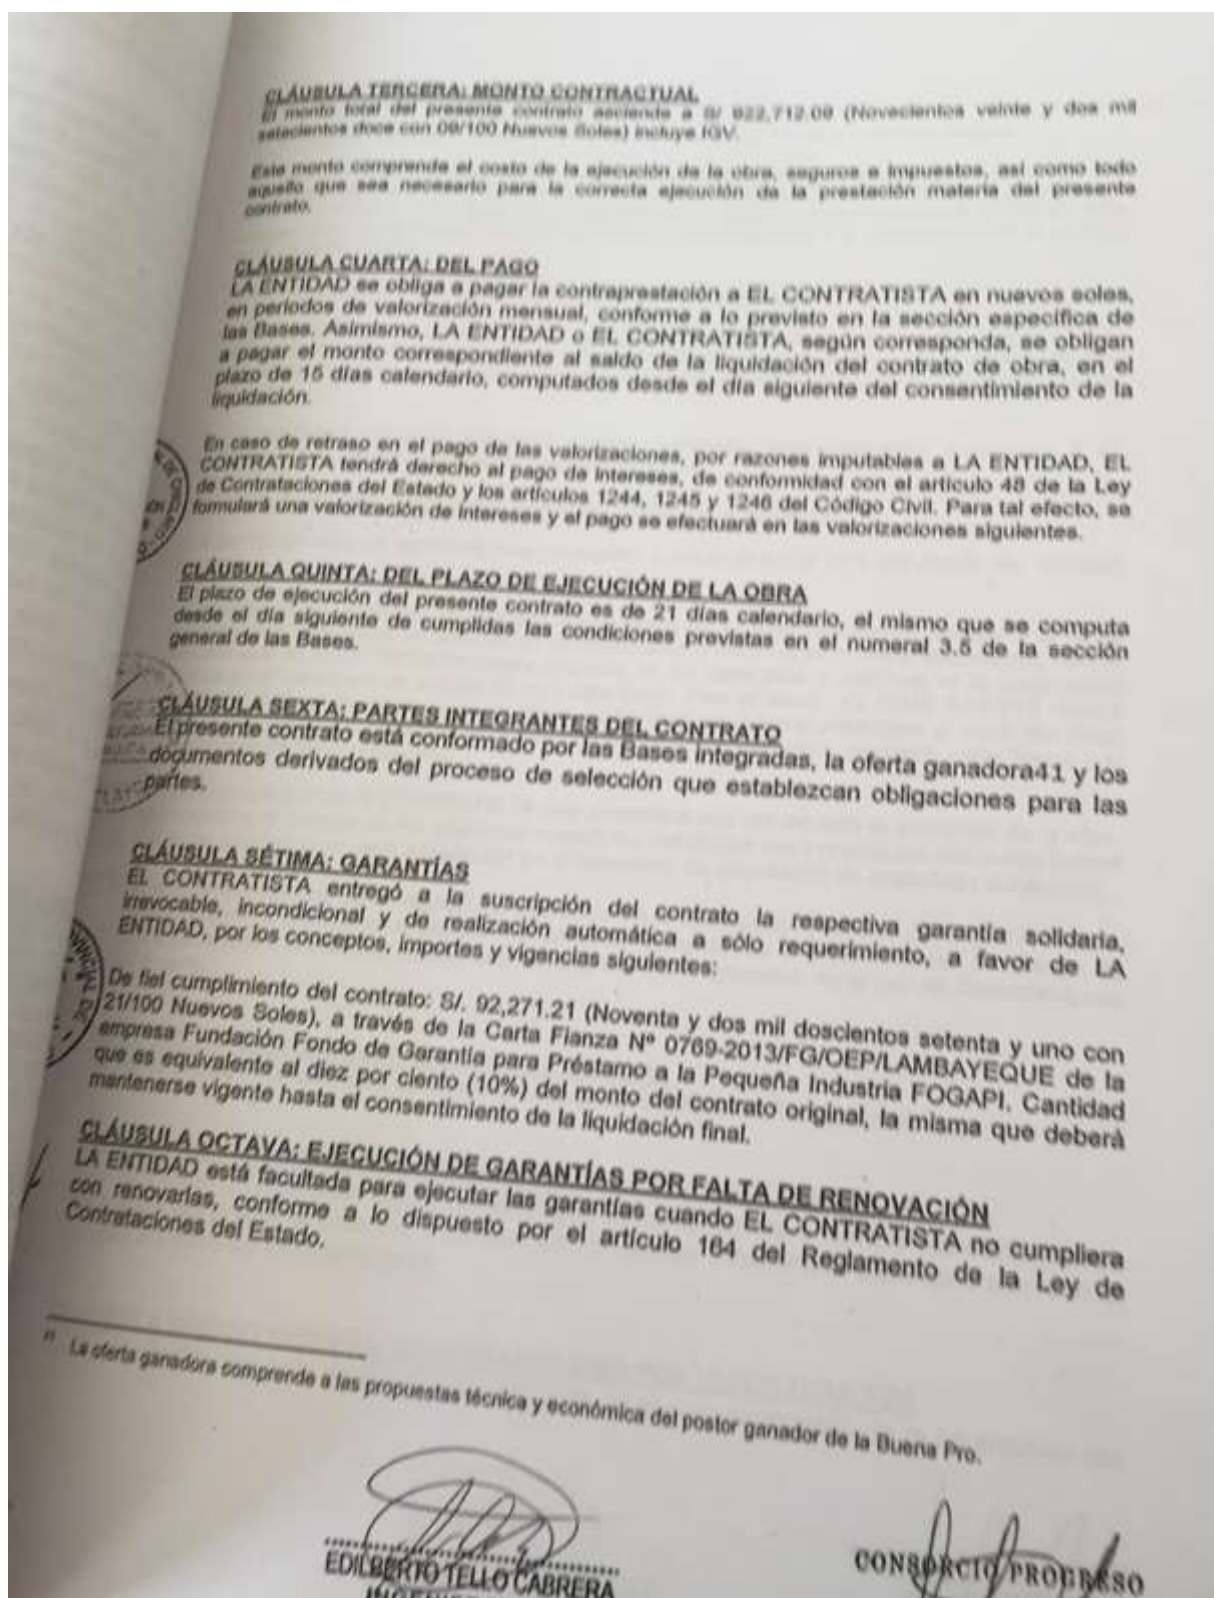 CLÁUSULA TERCERA: MONTO CONTRACTUAL
El monto total del presente contrato asciende a S/ 922,712.09 (Novecientos veinte y dos mil
setecientos doce con 09/100 Nuevos Soles) incluye IGV.
Este monto comprende el costo de la ejecución de la obra, seguros e impuestos, así como todo
aquello que sea necesario para la correcta ejecución de la prestación materia del presente
contrato.
CLÁUSULA CUARTA: DEL PAGO
LA ENTIDAD se obliga a pagar la contraprestación a EL CONTRATISTA en nuevos soles,
en periodos de valorización mensual, conforme a lo previsto en la sección específica de
las Bases. Asimismo, LA ENTIDAD o EL CONTRATISTA, según corresponda, se obligan
a pagar el monto correspondiente al saldo de la liquidación del contrato de obra, en el
plazo de 15 días calendario, computados desde el día siguiente del consentimiento de la
liquidación.
En caso de retraso en el pago de las valorizaciones, por razones imputables a LA ENTIDAD, EL
CONTRATISTA tendrá derecho al pago de intereses, de conformidad con el artículo 48 de la Ley
de Contrataciones del Estado y los artículos 1244, 1245 y 1246 del Código Civil. Para tal efecto, se
formulará una valorización de intereses y el pago se efectuará en las valorizaciones siguientes.
CLÁUSULA QUINTA: DEL PLAZO DE EJECUCIÓN DE LA OBRA
El plazo de ejecución del presente contrato es de 21 días calendario, el mismo que se computa
desde el día siguiente de cumplidas las condiciones previstas en el numeral 3.5 de la sección
general de las Bases.
CLÁUSULA SEXTA: PARTES INTEGRANTES DEL CONTRATO
El presente contrato está conformado por las Bases integradas, la oferta ganadora41 y los
documentos derivados del proceso de selección que establezcan obligaciones para las
partes.
CLÁUSULA SÉTIMA: GARANTÍAS
EL CONTRATISTA entregó a la suscripción del contrato la respectiva garantía solidaria,
irrevocable, incondicional y de realización automática a sólo requerimiento, a favor de LA
ENTIDAD, por los conceptos, importes y vigencias siguientes:
De fiel cumplimiento del contrato: S/. 92,271.21 (Noventa y dos mil doscientos setenta y uno con
21/100 Nuevos Soles), a través de la Carta Fianza N° 0769-2013/FG/OEP/LAMBAYEQUE de la
empresa Fundación Fondo de Garantía para Préstamo a la Pequeña Industria FOGAPI. Cantidad
que es equivalente al diez por ciento (10%) del monto del contrato original, la misma que deberá
mantenerse vigente hasta el consentimiento de la liquidación final.
CLÁUSULA OCTAVA: EJECUCIÓN DE GARANTÍAS POR FALTA DE RENOVACIÓN
LA ENTIDAD está facultada para ejecutar las garantías cuando EL CONTRATISTA no cumpliera
con renovarlas, conforme a lo dispuesto por el artículo 164 del Reglamento de la Ley de
Contrataciones del Estado.
La oferta ganadora comprende a las propuestas técnica y económica del postor ganador de la Buena Pro.
EDILBERTO TELLO CABRERA
CONSORCIO PROGRESO